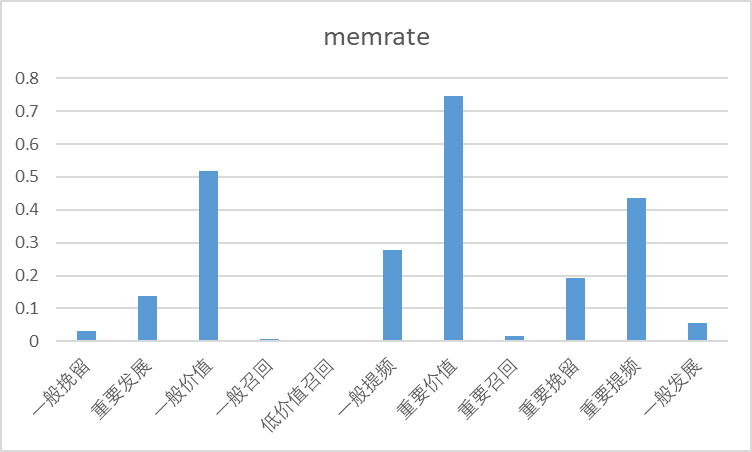 memrate
0.8
0.7
0.6
0.5
0.4
0.3
0.2
0.1
0
一般挽留
重要发展
一般价值
一般召回
低价值召回
一般提频
重要价值
重要召回
重要挽留
重要提频
一般发展